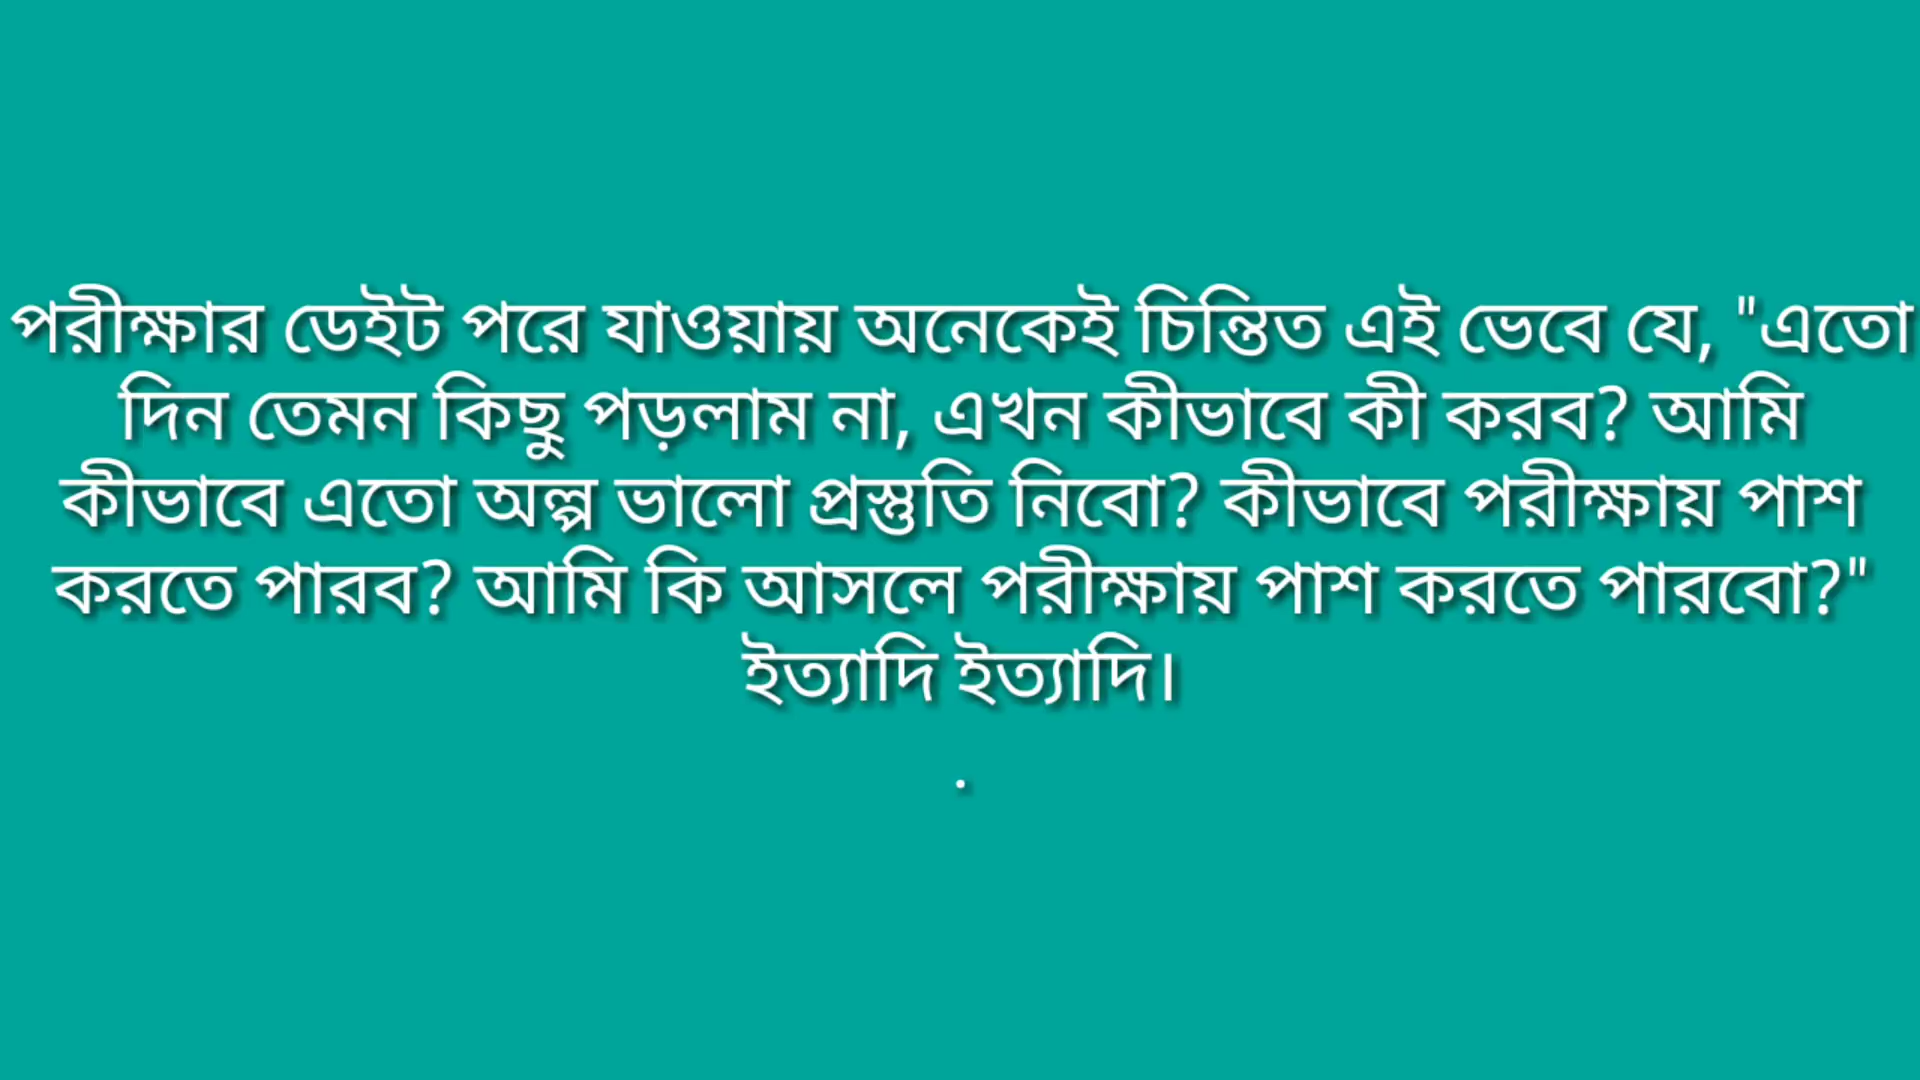 পরীক্ষার ডেইট পরে যাওয়ায় অনেকেই চিন্তিত এই ভেবে যে, "এতো
দিন তেমন কিছু পড়লাম না, এখন কীভাবে কী করব? আমি
কীভাবে এতো অল্প ভালো প্রস্তুতি নিবো? কীভাবে পরীক্ষায় পাশ
করতে পারব? আমি কি আসলে পরীক্ষায় পাশ করতে পারবো?"
ইত্যাদি ইত্যাদি।
.